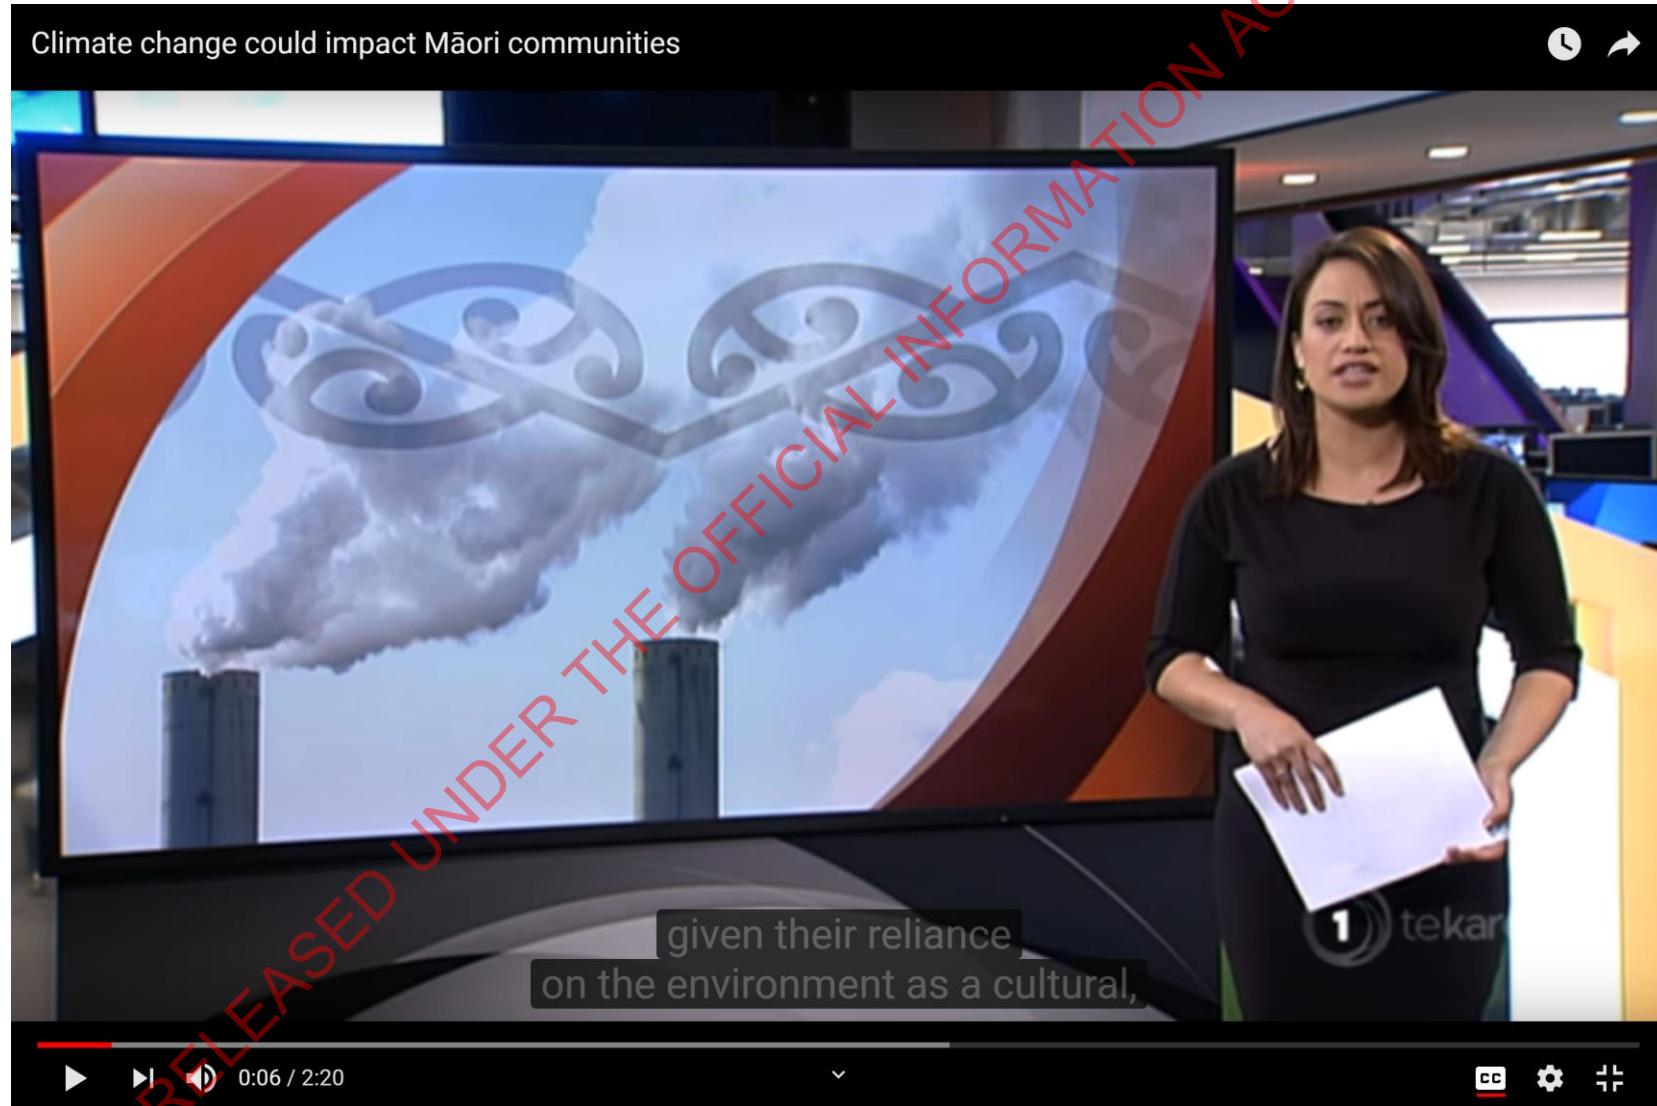 Climate change could impact Māori communities
RELEASED UNDER THE OFFICIAL INFORMATION AC
given their reliance
on the environment as a cultural,
1 tekar
0:06 / 2:20
CC